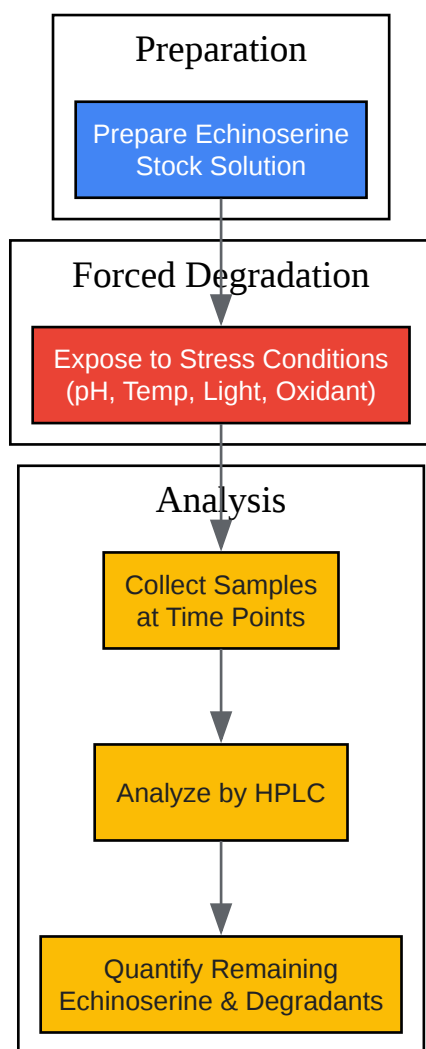 Preparation
Prepare Echinoserine
Stock Solution
Forced Degradation
Expose to Stress Conditions
(pH, Temp, Light, Oxidant)
Analysis
Collect Samples
at Time Points
Analyze by HPLC
Quantify Remaining
Echinoserine & Degradants